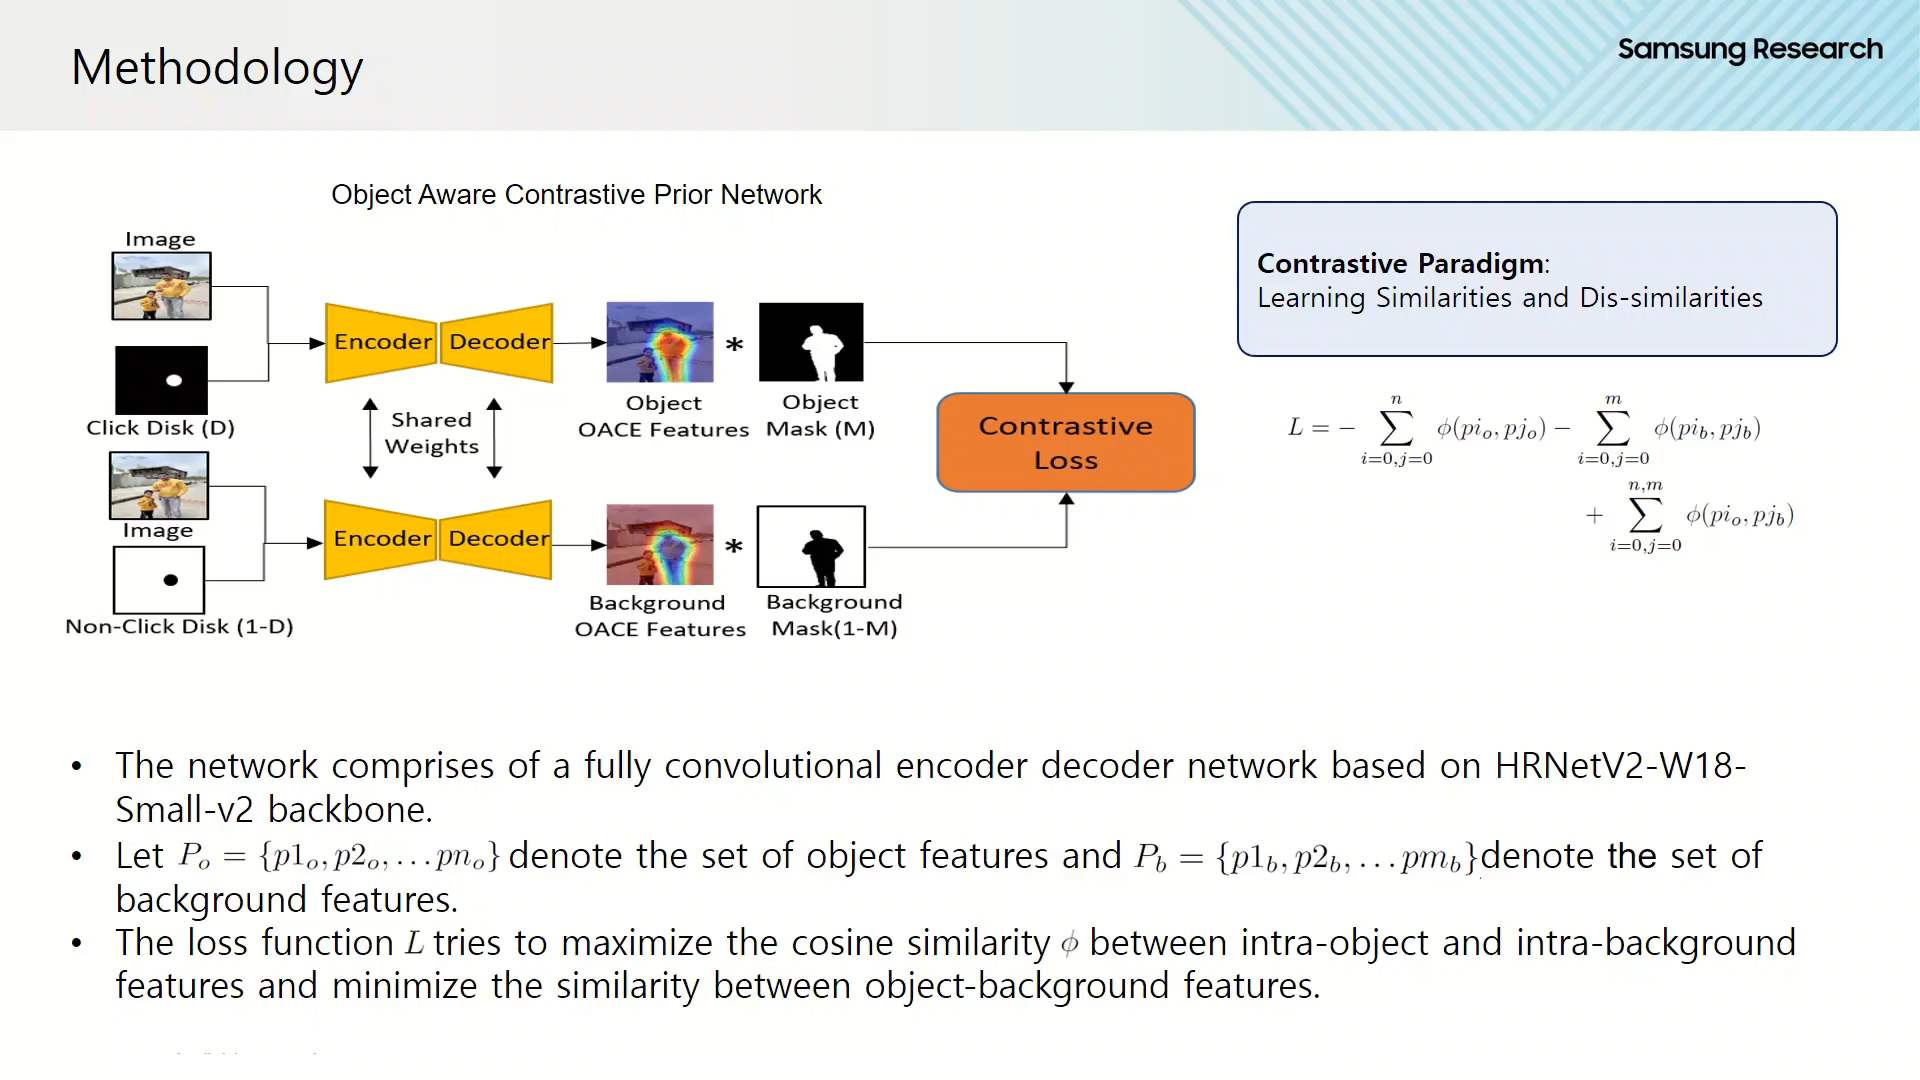 Methodology
Samsung Research
Object Aware Contrastive Prior Network
Image
Click Disk (D)
Image
Non-Click Disk (1-D)
Encoder
Decoder
Shared
Weights
Encoder
Decoder
Object
OACE Features
*
Object
Mask (M)
Background
OACE Features
*
Background
Mask(1-M)
Contrastive
Loss
Contrastive Paradigm:
Learning Similarities and Dis-similarities
L = − ∑_{i=0,j=0}^{n} ϕ(pi_o, pj_o) − ∑_{i=0,j=0}^{m} ϕ(pi_b, pj_b)
+ ∑_{i=0,j=0}^{n,m} ϕ(pi_o, pj_b)
• The network comprises of a fully convolutional encoder decoder network based on HRNetV2-W18-
Small-v2 backbone.
• Let P_o = {p1_o, p2_o, … pn_o} denote the set of object features and P_b = {p1_b, p2_b, … pm_b} denote the set of
background features.
• The loss function L tries to maximize the cosine similarity ϕ between intra-object and intra-background
features and minimize the similarity between object-background features.